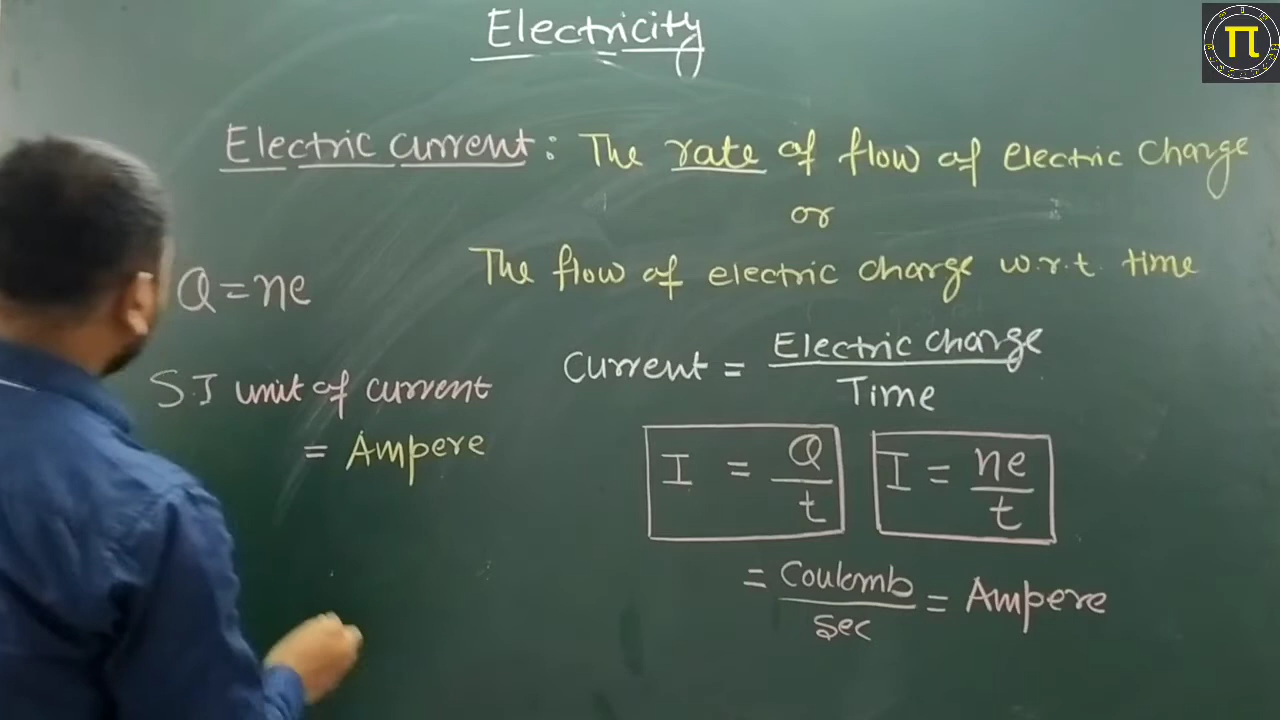 Electricity
Electric current : The rate of flow of electric charge
or
The flow of electric charge w.r.t. time
Q = ne
Current = Electric charge
Time
S.I unit of current
= Ampere
I = Q
t
I = ne
t
= Coulomb
Sec
= Ampere
π